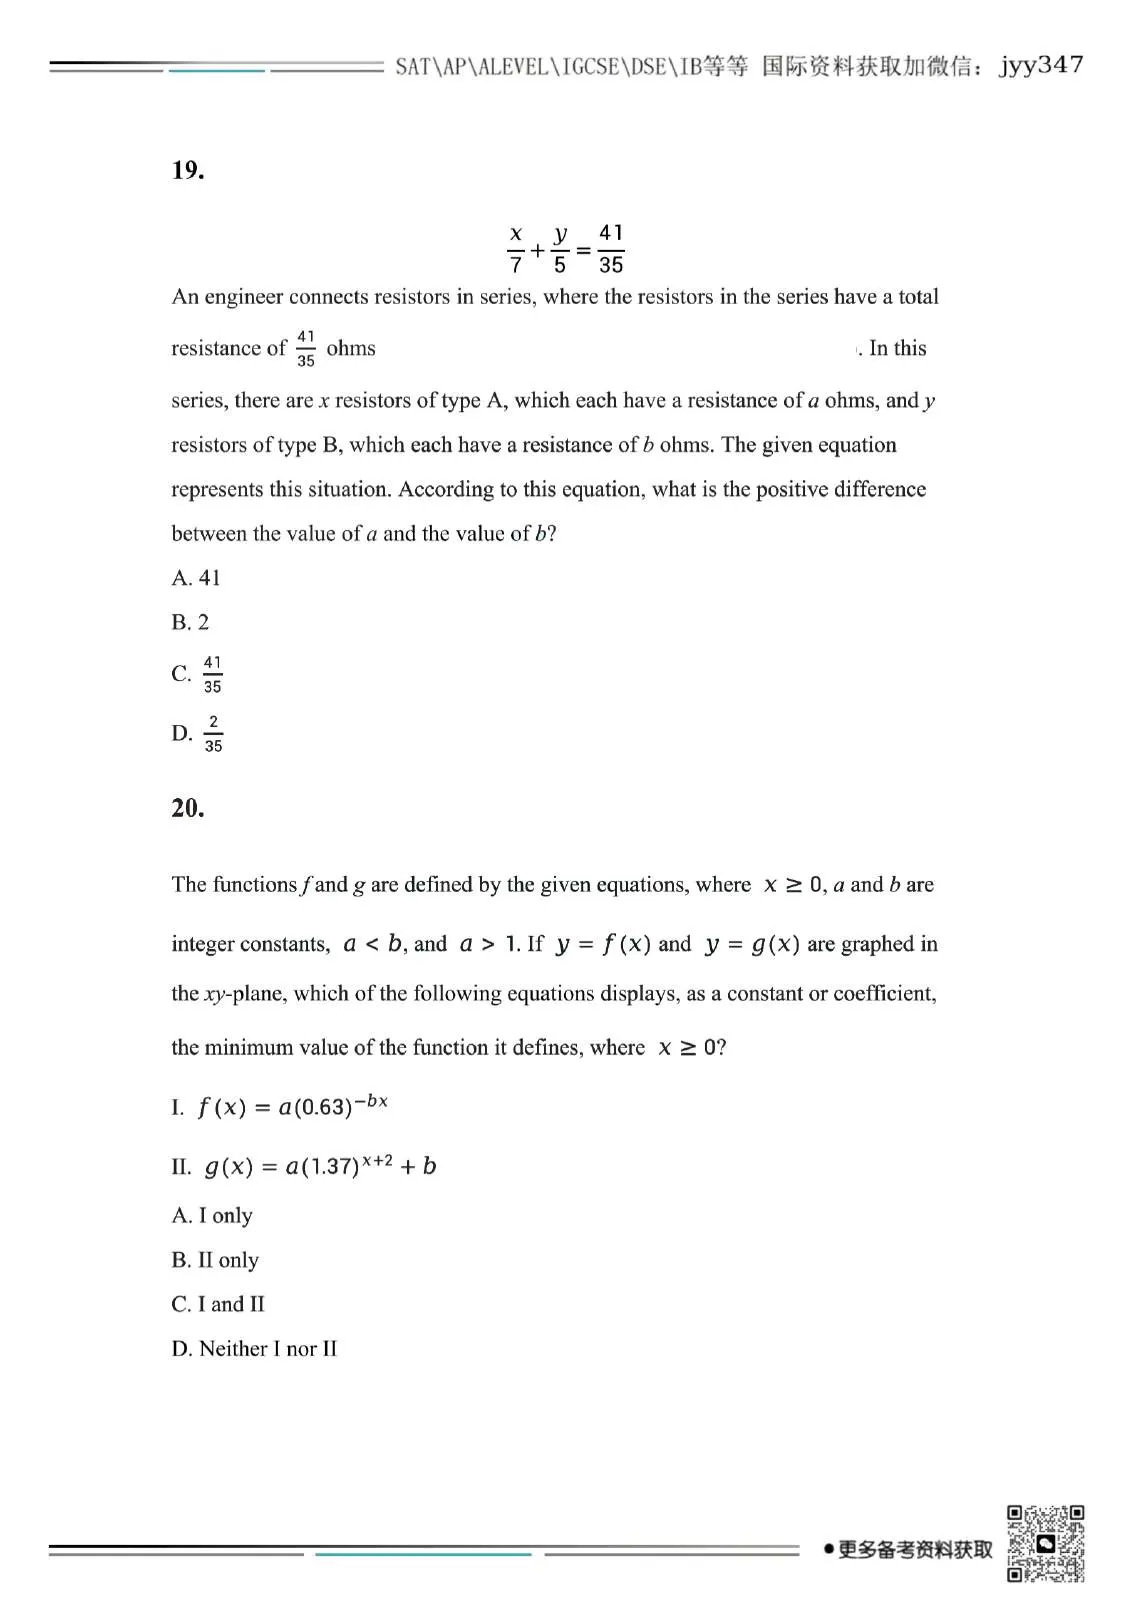 SAT\AP\ALEVEL\IGCSE\DSE\IB等等 国际资料获取加微信: jyy347
19.
x/7 + y/5 = 41/35
An engineer connects resistors in series, where the resistors in the series have a total
resistance of 41/35 ohms . In this
series, there are x resistors of type A, which each have a resistance of a ohms, and y
resistors of type B, which each have a resistance of b ohms. The given equation
represents this situation. According to this equation, what is the positive difference
between the value of a and the value of b?
A. 41
B. 2
C. 41/35
D. 2/35
20.
The functions f and g are defined by the given equations, where x ≥ 0, a and b are
integer constants, a < b, and a > 1. If y = f(x) and y = g(x) are graphed in
the xy-plane, which of the following equations displays, as a constant or coefficient,
the minimum value of the function it defines, where x ≥ 0?
I. f(x) = a(0.63)^{-bx}
II. g(x) = a(1.37)^{x+2} + b
A. I only
B. II only
C. I and II
D. Neither I nor II
●更多备考资料获取